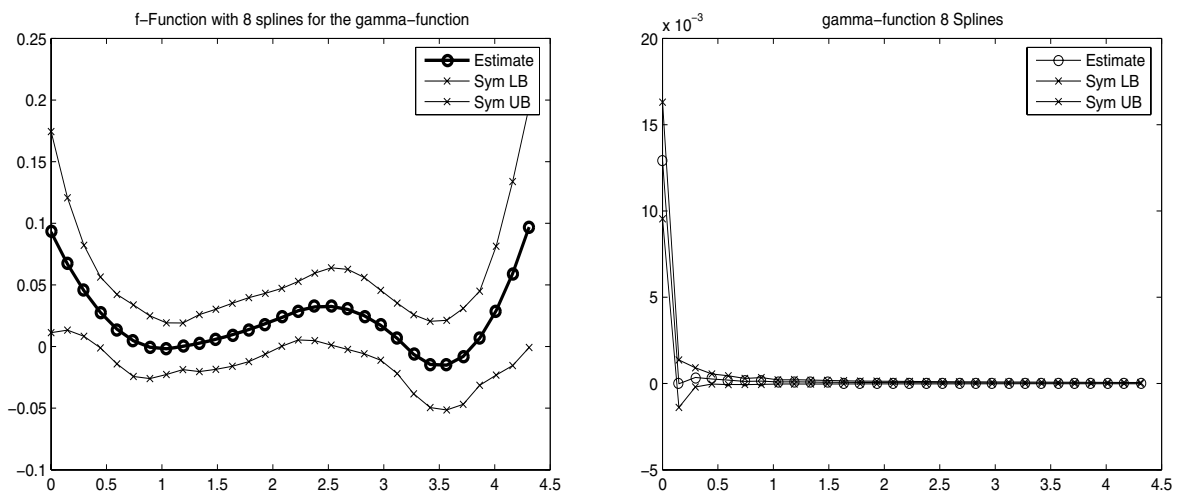 f−Function with 8 splines for the gamma−function
0.25
0.2
0.15
0.1
0.05
0
−0.05
−0.1
0 0.5 1 1.5 2 2.5 3 3.5 4 4.5
Estimate
Sym LB
Sym UB
gamma−function 8 Splines
x 10⁻³
20
15
10
5
0
−5
0 0.5 1 1.5 2 2.5 3 3.5 4 4.5
Estimate
Sym LB
Sym UB